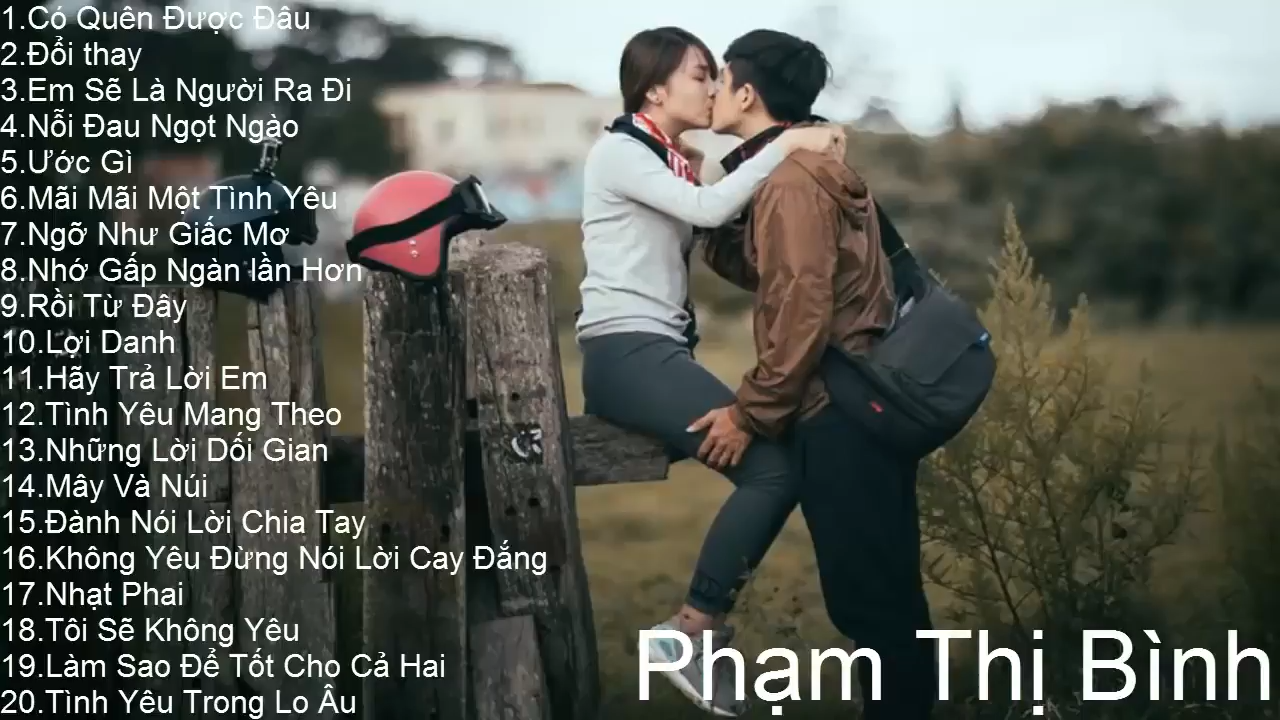 1.Có Quên Được Đâu
2.Đổi thay
3.Em Sẽ Là Người Ra Đi
4.Nỗi Đau Ngọt Ngào
5.Ước Gì
6.Mãi Mãi Một Tình Yêu
7.Ngỡ Như Giấc Mơ
8.Nhớ Gấp Ngàn lần Hơn
9.Rồi Từ Đây
10.Lợi Danh
11.Hãy Trả Lời Em
12.Tình Yêu Mang Theo
13.Những Lời Dối Gian
14.Mây Và Núi
15.Đành Nói Lời Chia Tay
16.Không Yêu Đừng Nói Lời Cay Đắng
17.Nhạt Phai
18.Tôi Sẽ Không Yêu
19.Làm Sao Để Tốt Cho Cả Hai
20.Tình Yêu Trong Lo Âu
Phạm Thị Bình